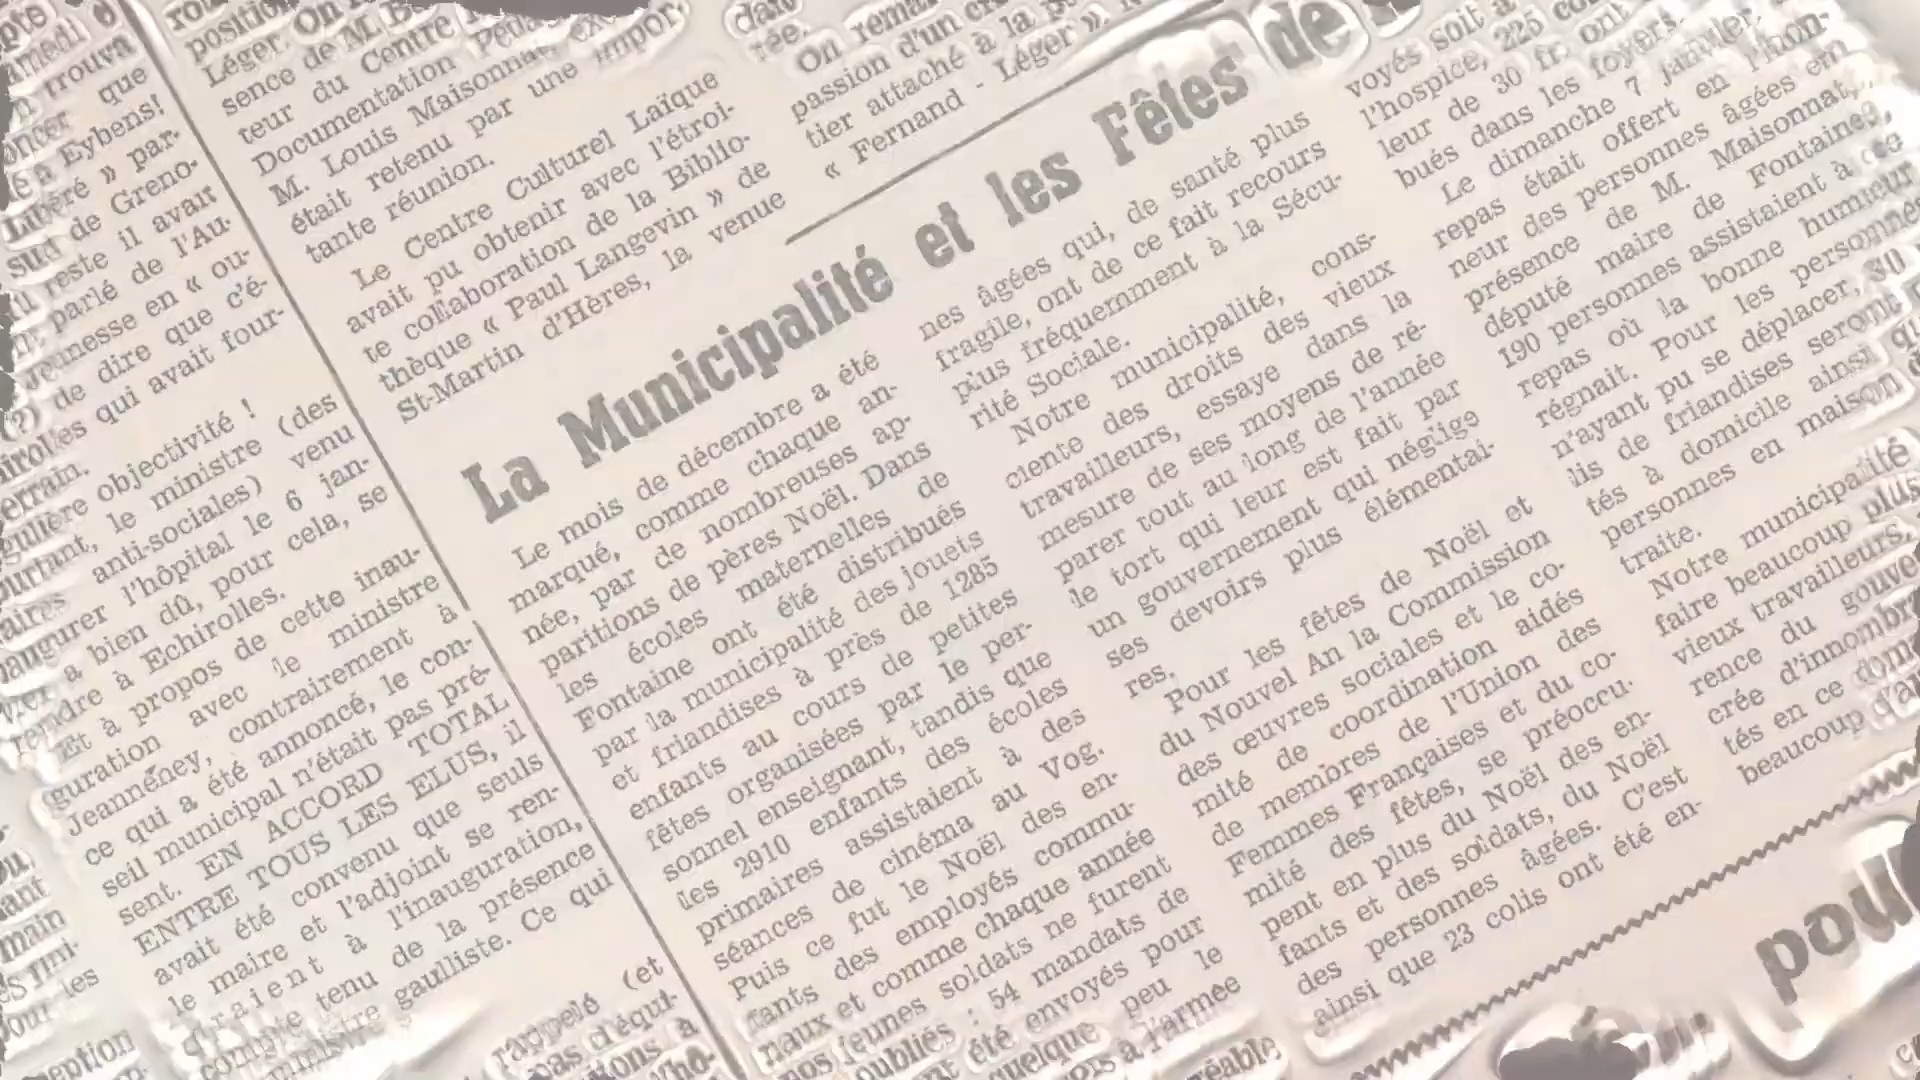 trouva
que
à Eybens!
» par-
sud de Greno-
reste il avait
parlé de l'Au-
en « ou-
de dire que c'é-
qui avait four-
terrain.
objectivité !
le ministre (des
anti-sociales) venu
l'hôpital le 6 jan-
a bien dû, pour cela, se
rendre à Echirolles.
Et à propos de cette inau-
guration avec le ministre
Jeanneney, contrairement à
ce qui a été annoncé, le con-
seil municipal n'était pas pré-
sent. EN ACCORD TOTAL
ENTRE TOUS LES ELUS, il
avait été convenu que seuls
le maire et l'adjoint se ren-
draient à l'inauguration,
compte tenu de la présence
ministre gaulliste. Ce qui
rappelé (et
pas d'équi-
à
Léger. On
sence de M.
teur du Centre
Documentation
M. Louis Maisonnat,
était retenu par une impor-
tante réunion.
Le Centre Culturel Laïque
avait pu obtenir avec l'étroi-
te collaboration de la Biblio-
thèque « Paul Langevin » de
St-Martin d'Hères, la venue
rée.
On
passion d'un
tier attaché à la
« Fernand - Léger ».
La Municipalité et les Fêtes de
Le mois de décembre a été
marqué, comme chaque an-
née, par de nombreuses ap-
paritions de pères Noël. Dans
les écoles maternelles de
Fontaine ont été distribués
par la municipalité des jouets
et friandises à près de 1285
enfants au cours de petites
fêtes organisées par le per-
sonnel enseignant, tandis que
les 2910 enfants des écoles
primaires assistaient à des
séances de cinéma au Vog.
Puis ce fut le Noël des en-
fants des employés commu-
naux et comme chaque année
nos jeunes soldats ne furent
oubliés : 54 mandats de
été envoyés pour
quelque peu le
à l'armée
nes âgées qui, de santé plus
fragile, ont de ce fait recours
plus fréquemment à la Sécu-
rité Sociale.
Notre municipalité, cons-
ciente des droits des vieux
travailleurs, essaye dans la
mesure de ses moyens de ré-
parer tout au long de l'année
le tort qui leur est fait par
un gouvernement qui néglige
ses devoirs plus élémentai-
res.
Pour les fêtes de Noël et
du Nouvel An la Commission
des œuvres sociales et le co-
mité de coordination aidés
de membres de l'Union des
Femmes Françaises et du co-
mité des fêtes, se préoccu-
pent en plus du Noël des en-
fants et des soldats, du Noël
des personnes âgées. C'est
ainsi que 23 colis ont été en-
voyés soit à
l'hospice, 225
leur de 30 fr. ont
bués dans les foyers.
Le dimanche 7 janvier,
repas était offert en l'hon-
neur des personnes âgées en
présence de M. Maisonnat,
député maire de Fontaine,
190 personnes assistaient à ce
repas où la bonne humeur
régnait. Pour les personnes
n'ayant pu se déplacer,
lis de friandises seront
tés à domicile ainsi
personnes en maison
traite.
Notre municipalité
faire beaucoup plus
vieux travailleurs,
rence du
crée
tés en ce
beaucoup
pour